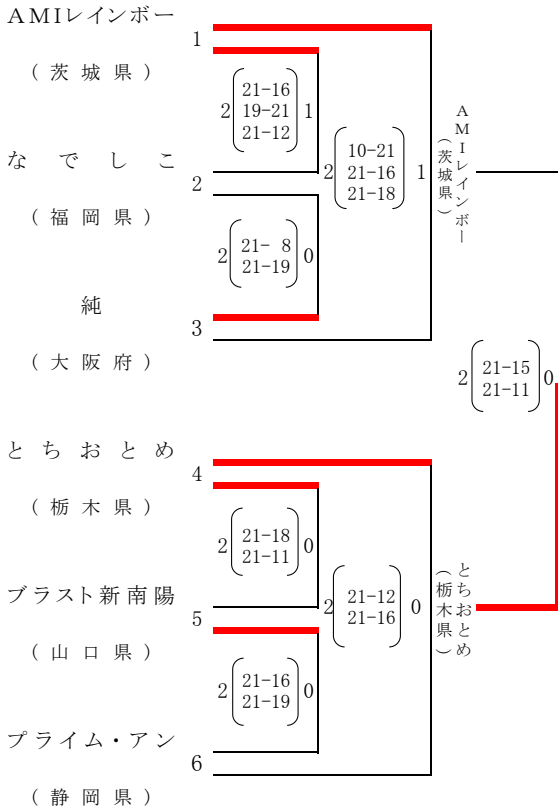 AMIレインボー
1
(茨城県)
2
21-16
19-21
21-12
1
なでしこ
2
(福岡県)
2
21- 8
21-19
0
純
3
(大阪府)
2
10-21
21-16
21-18
1
AMIレインボー
(茨城県)
2
21-15
21-11
0
とちおとめ
4
(栃木県)
2
21-18
21-11
0
ブラスト新南陽
5
(山口県)
2
21-16
21-19
0
プライム・アン
6
(静岡県)
2
21-12
21-16
0
とちおとめ
(栃木県)